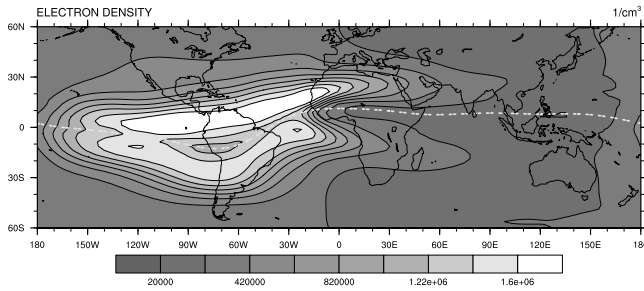 ELECTRON DENSITY 1/cm³
60N
30N
0
30S
60S
180 150W 120W 90W 60W 30W 0 30E 60E 90E 120E 150E 180
20000 420000 820000 1.22e+06 1.6e+06